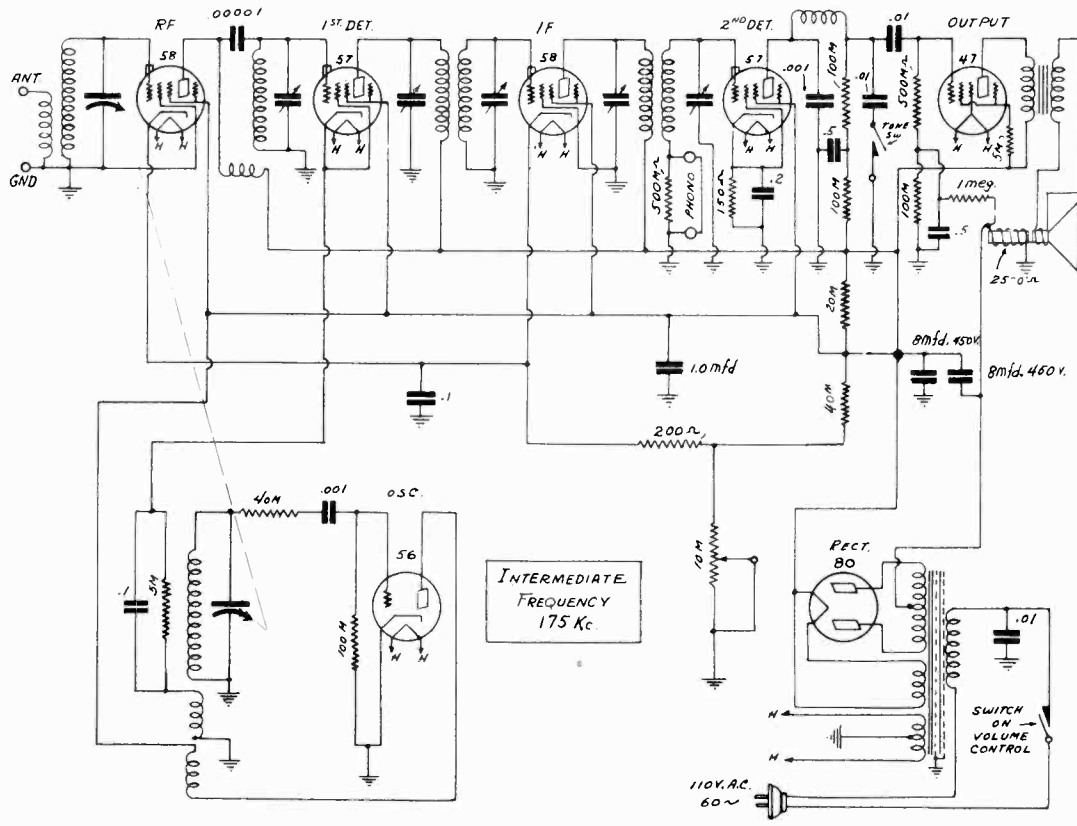 RF
.00001
1ST. DET.
IF
2ND DET.
.01
OUTPUT
58
57
58
57
47
ANT
GND
H H
H H
H H
H H
H H
.001
100M
.01
500MΩ
TONE SW
5M
.5
500MΩ
PHONO
150Ω
.2
100M
100M
1 meg.
.5
2500Ω
20M
1.0 mfd
8mfd. 450V.
8mfd. 450V.
.1
40M
200Ω
40M
.001
OSC.
56
H H
10M
RECT.
80
INTERMEDIATE
FREQUENCY
175 Kc.
.1
5M
100M
.01
H
H
SWITCH
ON
VOLUME
CONTROL
110V. A.C.
60~